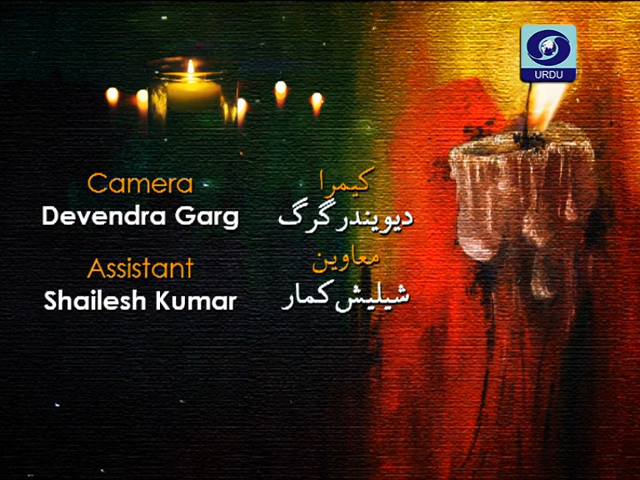 URDU
Camera کیمرا
Devendra Garg دیویندر گرگ
Assistant معاوین
Shailesh Kumar شیلیش کمار